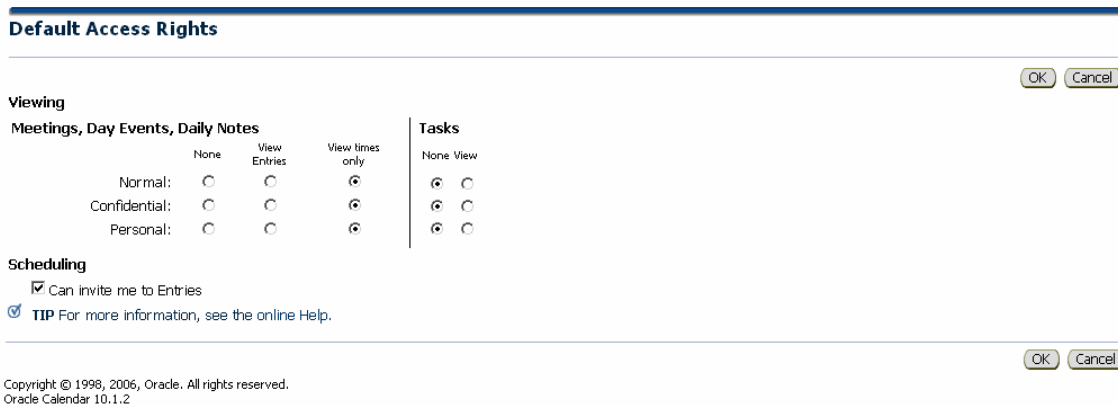 Default Access Rights
OK Cancel
Viewing
Meetings, Day Events, Daily Notes Tasks
None View Entries View times only None View
Normal:
Confidential:
Personal:
Scheduling
Can invite me to Entries
TIP For more information, see the online Help.
OK Cancel
Copyright © 1998, 2006, Oracle. All rights reserved.
Oracle Calendar 10.1.2